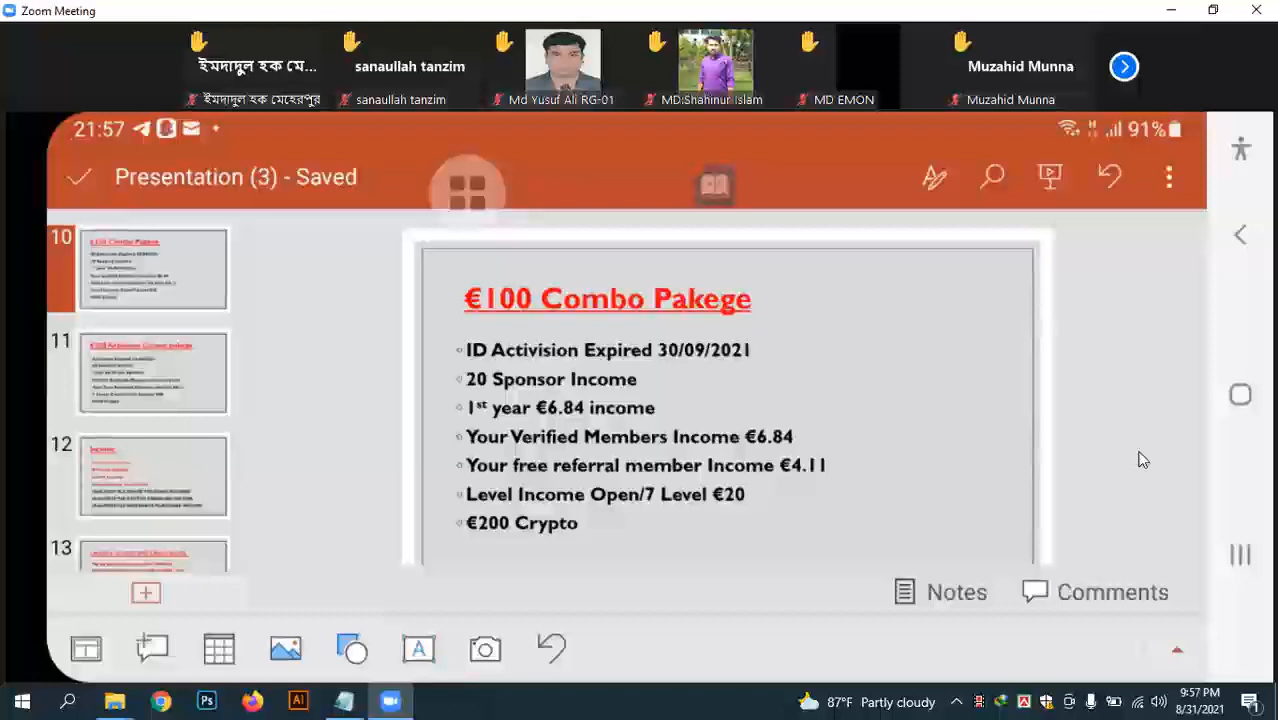 Zoom Meeting
ইমদাদুল হক মে...
sanaullah tanzim
Muzahid Munna
ইমদাদুল হক মেহেরপুর
sanaullah tanzim
Md Yusuf Ali RG-01
MD:Shahinur Islam
MD EMON
Muzahid Munna
21:57
91%
Presentation (3) - Saved
10
11
12
13
€100 Combo Pakege
ID Activision Expired 30/09/2021
20 Sponsor Income
1st year €6.84 income
Your Verified Members Income €6.84
Your free referral member Income €4.11
Level Income Open/7 Level €20
€200 Crypto
Notes
Comments
87°F Partly cloudy
9:57 PM
8/31/2021